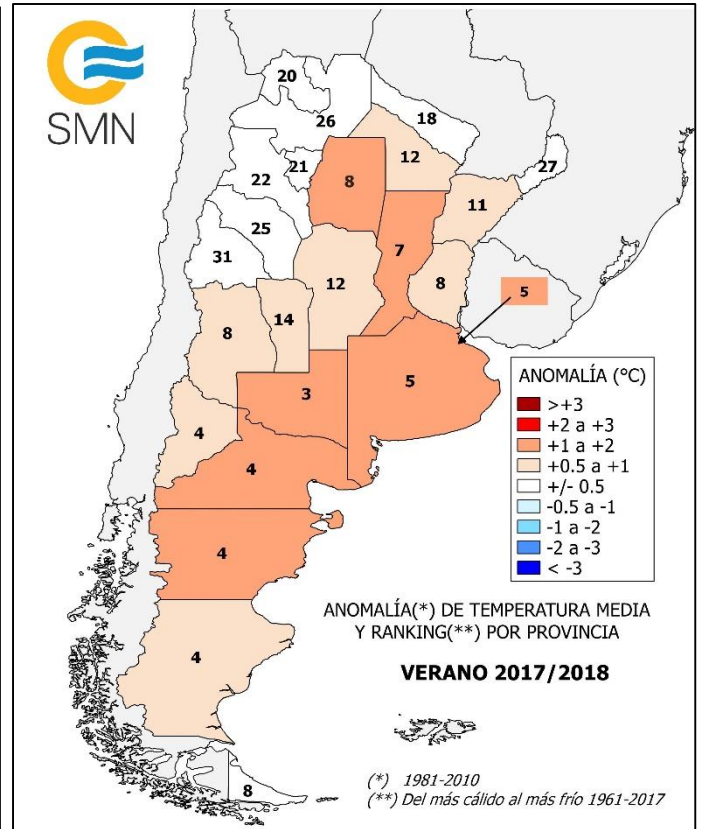 SMN
20
26
18
12
27
21
22
8
11
25
7
31
12
8
5
14
8
3
5
4
4
4
4
8
ANOMALÍA (°C)
>+3
+2 a +3
+1 a +2
+0.5 a +1
+/- 0.5
-0.5 a -1
-1 a -2
-2 a -3
< -3
ANOMALÍA(*) DE TEMPERATURA MEDIA
Y RANKING(**) POR PROVINCIA
VERANO 2017/2018
(*) 1981-2010
(**) Del más cálido al más frío 1961-2017